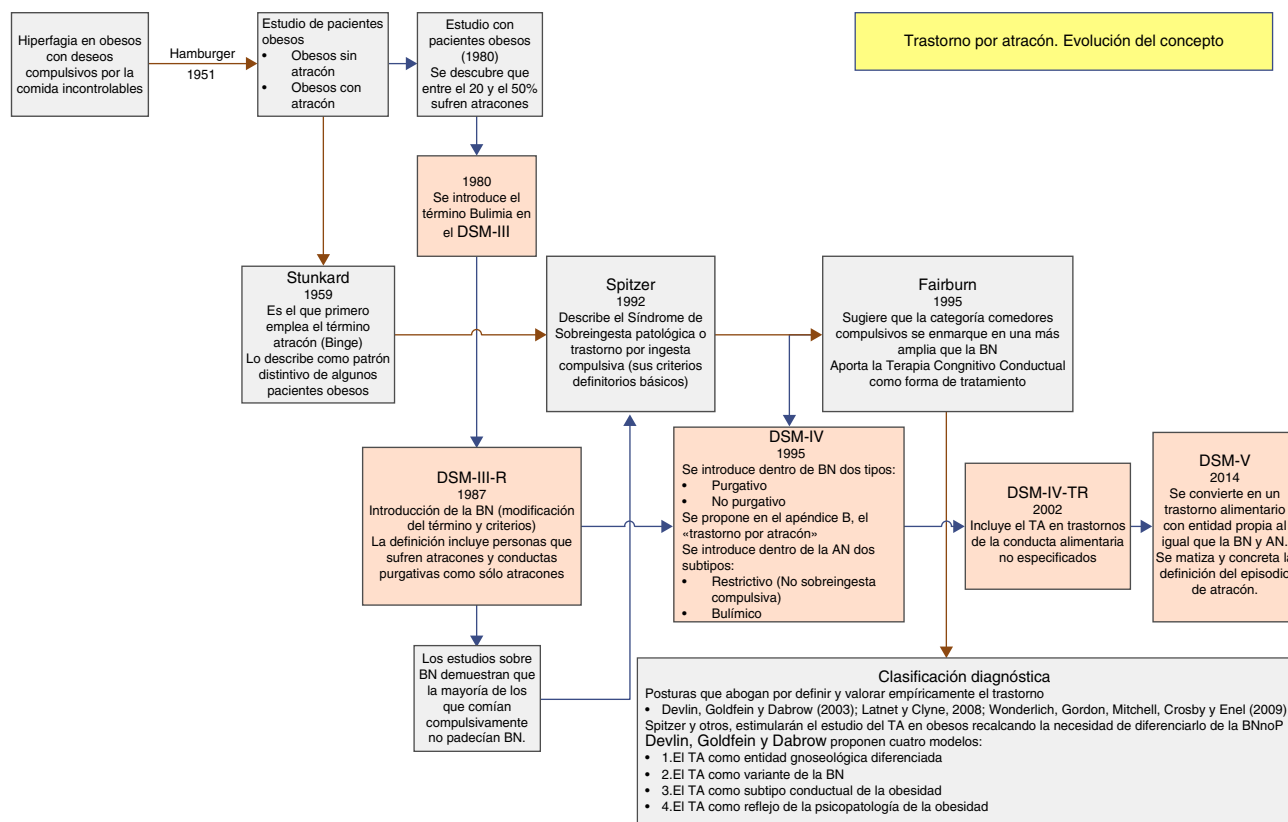 Trastorno por atracón. Evolución del concepto
Hiperfagia en obesos
con deseos
compulsivos por la
comida incontrolables
Hamburger
1951
Estudio de pacientes
obesos
• Obesos sin
atracón
• Obesos con
atracón
Estudio con
pacientes obesos
(1980)
Se descubre que
entre el 20 y el 50%
sufren atracones
1980
Se introduce el
término Bulimia en
el DSM-III
Stunkard
1959
Es el que primero
emplea el término
atracón (Binge)
Lo describe como patrón
distintivo de algunos
pacientes obesos
Spitzer
1992
Describe el Síndrome de
Sobreingesta patológica o
trastorno por ingesta
compulsiva (sus criterios
definitorios básicos)
Fairburn
1995
Sugiere que la categoría comedores
compulsivos se enmarque en una más
amplia que la BN
Aporta la Terapia Congnitivo Conductual
como forma de tratamiento
DSM-III-R
1987
Introducción de la BN (modificación
del término y criterios)
La definición incluye personas que
sufren atracones y conductas
purgativas como sólo atracones
DSM-IV
1995
Se introduce dentro de BN dos tipos:
• Purgativo
• No purgativo
Se propone en el apéndice B, el
«trastorno por atracón»
Se introduce dentro de la AN dos
subtipos:
• Restrictivo (No sobreingesta
compulsiva)
• Bulímico
DSM-IV-TR
2002
Incluye el TA en trastornos
de la conducta alimentaria
no especificados
DSM-V
2014
Se convierte en un
trastorno alimentario
con entidad propia al
igual que la BN y AN.
Se matiza y concreta la
definición del episodio
de atracón.
Los estudios sobre
BN demuestran que
la mayoría de los
que comían
compulsivamente
no padecían BN.
Clasificación diagnóstica
Posturas que abogan por definir y valorar empíricamente el trastorno
• Devlin, Goldfein y Dabrow (2003); Latnet y Clyne, 2008; Wonderlich, Gordon, Mitchell, Crosby y Enel (2009)
Spitzer y otros, estimularán el estudio del TA en obesos recalcando la necesidad de diferenciarlo de la BNnoP
Devlin, Goldfein y Dabrow proponen cuatro modelos:
• 1.El TA como entidad gnoseológica diferenciada
• 2.El TA como variante de la BN
• 3.El TA como subtipo conductual de la obesidad
• 4.El TA como reflejo de la psicopatología de la obesidad